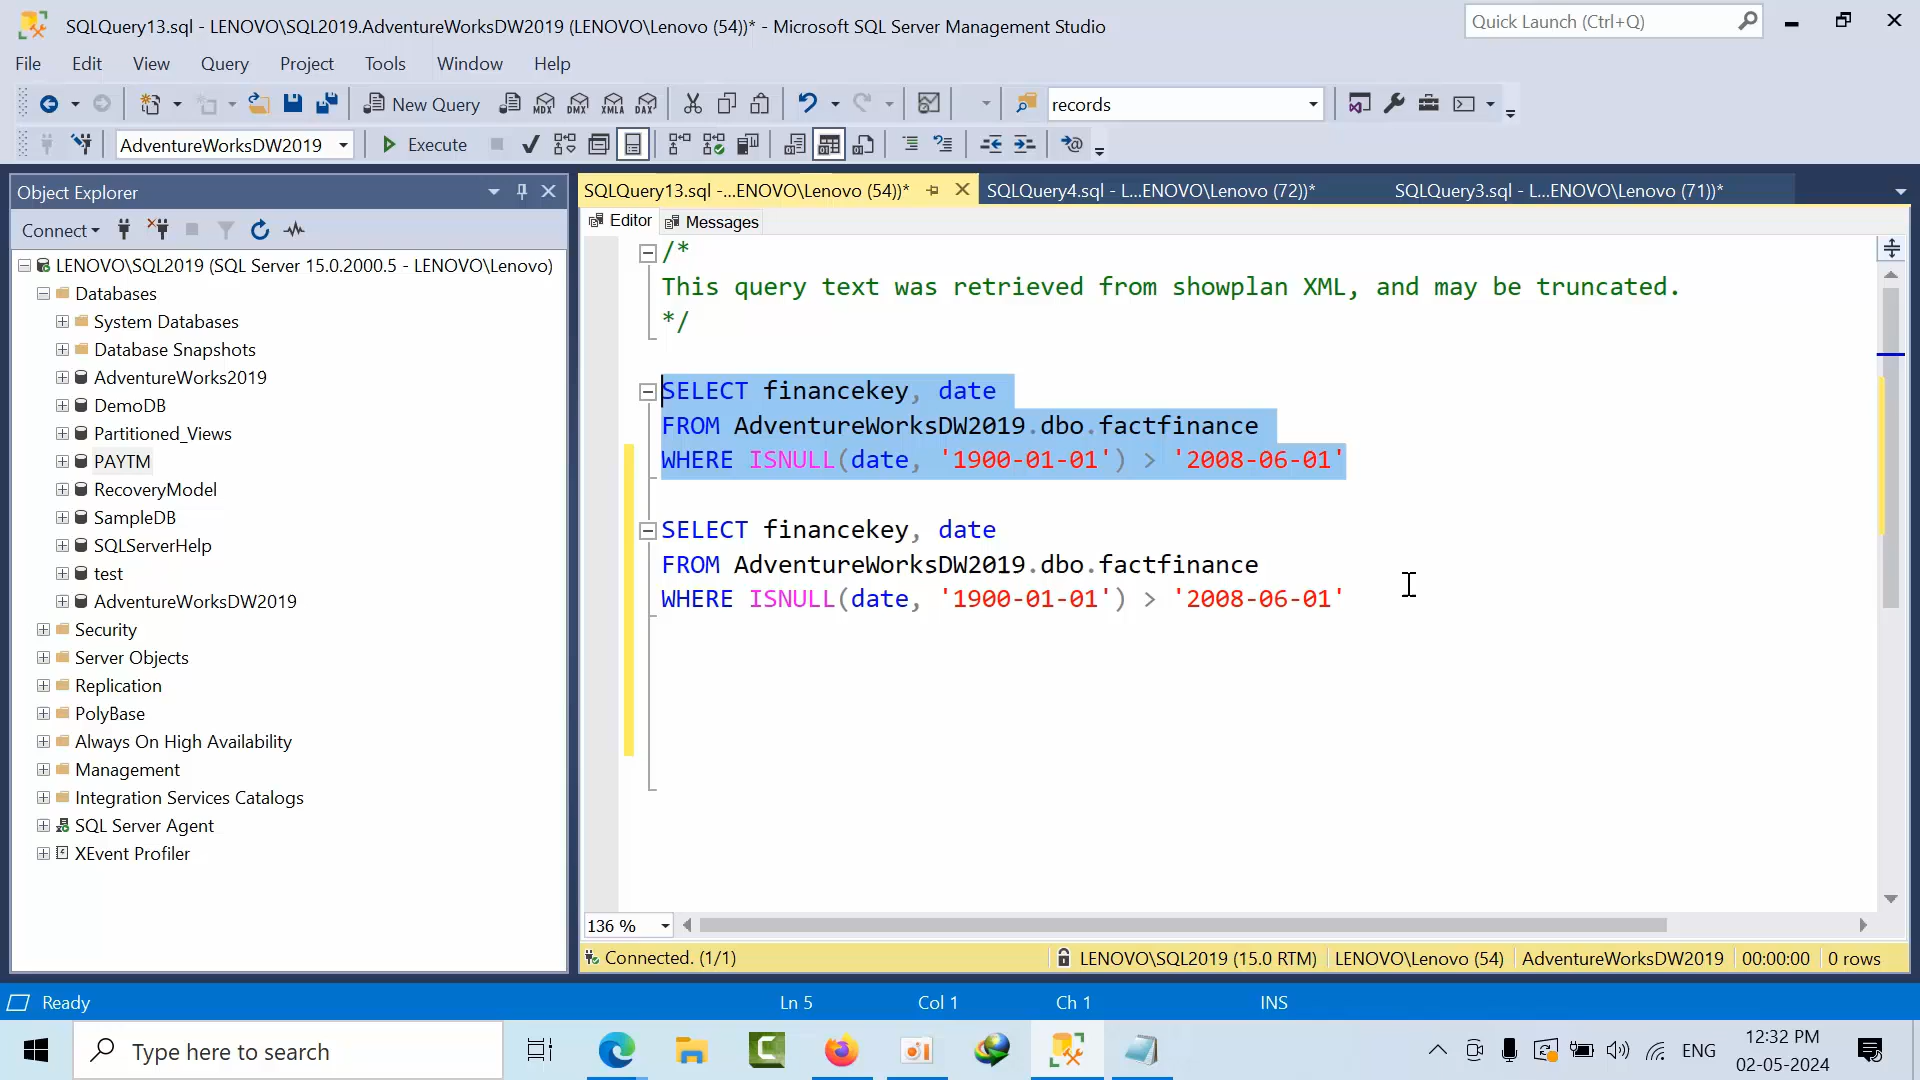 SQLQuery13.sql - LENOVO\SQL2019.AdventureWorksDW2019 (LENOVO\Lenovo (54))* - Microsoft SQL Server Management Studio
Quick Launch (Ctrl+Q)
File Edit View Query Project Tools Window Help
New Query MDX DMX XMLA DAX records
AdventureWorksDW2019 Execute
Object Explorer
Connect
LENOVO\SQL2019 (SQL Server 15.0.2000.5 - LENOVO\Lenovo)
Databases
System Databases
Database Snapshots
AdventureWorks2019
DemoDB
Partitioned_Views
PAYTM
RecoveryModel
SampleDB
SQLServerHelp
test
AdventureWorksDW2019
Security
Server Objects
Replication
PolyBase
Always On High Availability
Management
Integration Services Catalogs
SQL Server Agent
XEvent Profiler
SQLQuery13.sql -...ENOVO\Lenovo (54))* SQLQuery4.sql - L...ENOVO\Lenovo (72))* SQLQuery3.sql - L...ENOVO\Lenovo (71))*
Editor Messages
/*
This query text was retrieved from showplan XML, and may be truncated.
*/
SELECT financekey, date
FROM AdventureWorksDW2019.dbo.factfinance
WHERE ISNULL(date, '1900-01-01') > '2008-06-01'
SELECT financekey, date
FROM AdventureWorksDW2019.dbo.factfinance
WHERE ISNULL(date, '1900-01-01') > '2008-06-01'
136 %
Connected. (1/1) LENOVO\SQL2019 (15.0 RTM) LENOVO\Lenovo (54) AdventureWorksDW2019 00:00:00 0 rows
Ready Ln 5 Col 1 Ch 1 INS
Type here to search
ENG
12:32 PM
02-05-2024